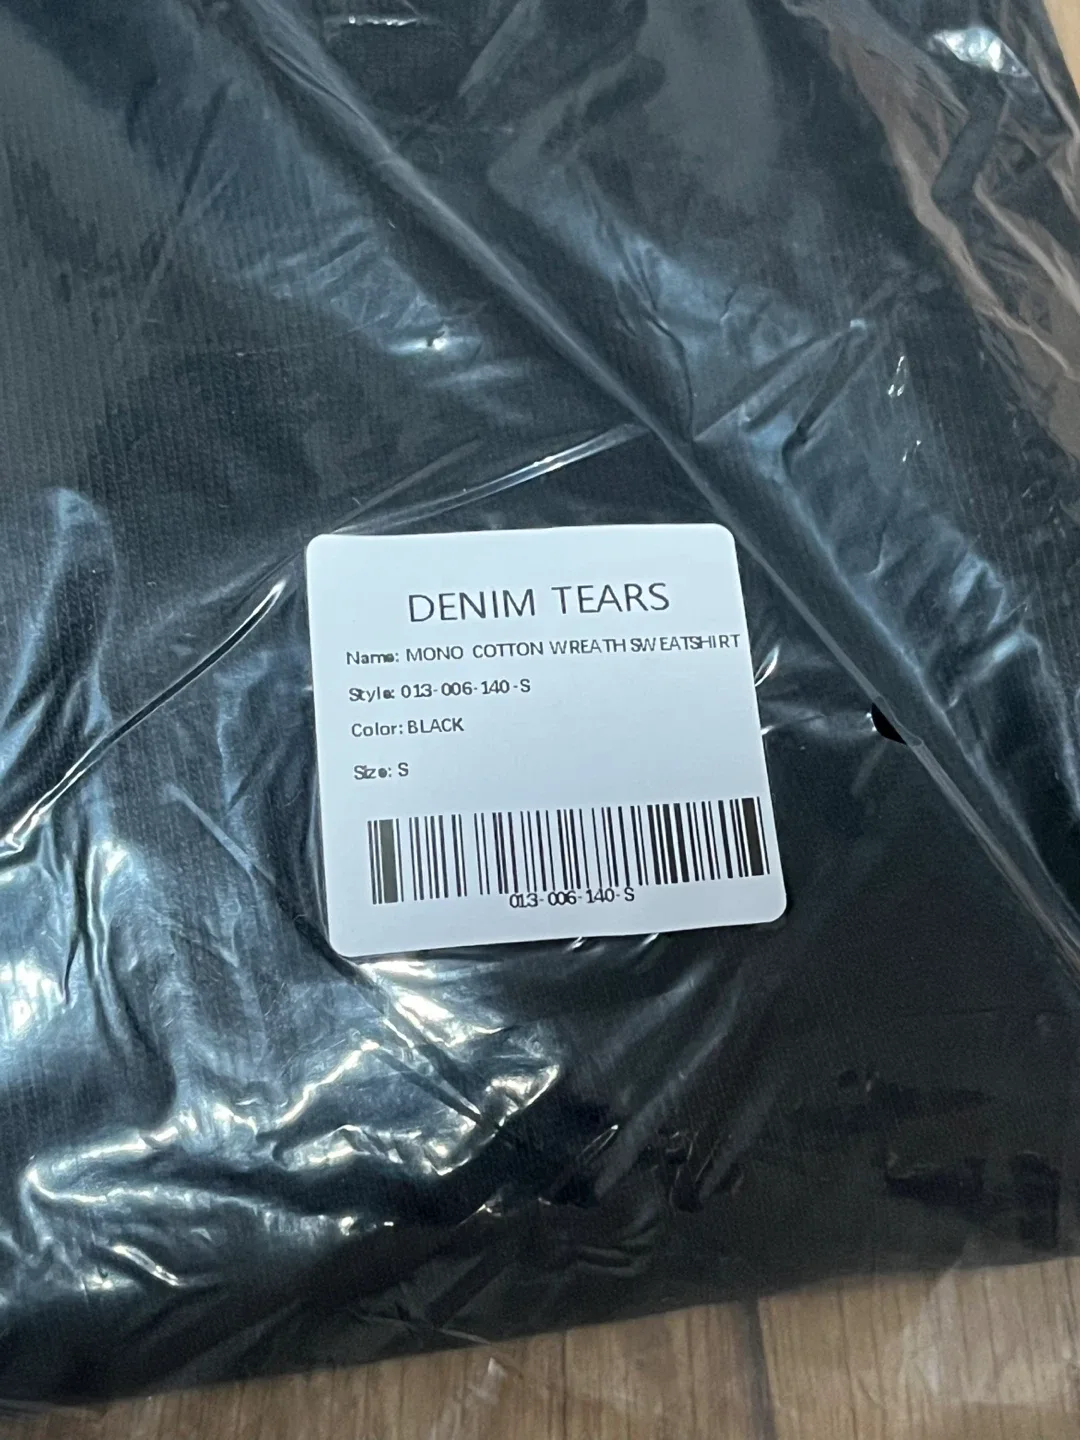 DENIM TEARS
Name: MONO COTTON WREATH SWEATSHIRT
Style: 013-006-140-S
Color: BLACK
Size: S
013-006-140-S